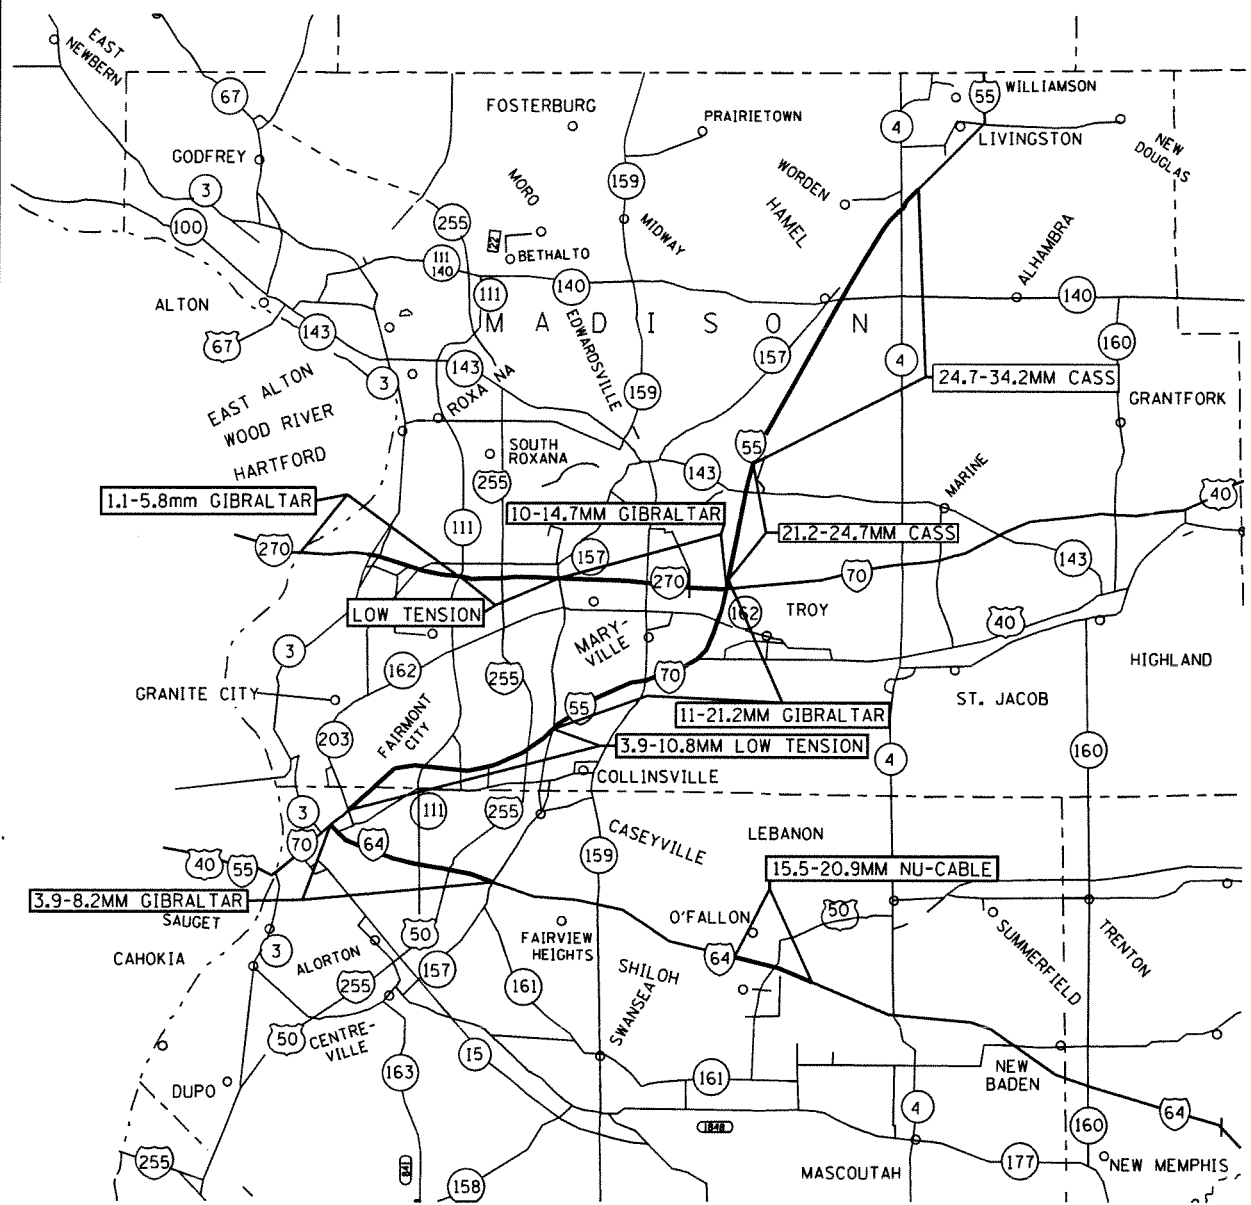 EAST
NEWBERN
67
FOSTERBURG
PRAIRIETOWN
4
55
WILLIAMSON
LIVINGSTON
NEW
DOUGLAS
GODFREY
3
100
MORO
159
WORDEN
HAMEL
255
22
BETHALTO
MIDWAY
111
140
111
140
ALHAMBRA
140
ALTON
67
143
MADISON
EDWARDSVILLE
157
4
160
3
143
ROXANA
159
24.7-34.2MM CASS
GRANTFORK
EAST ALTON
WOOD RIVER
HARTFORD
SOUTH
ROXANA
255
55
143
MARINE
40
1.1-5.8mm GIBRALTAR
10-14.7MM GIBRALTAR
21.2-24.7MM CASS
111
270
157
270
70
143
LOW TENSION
162
TROY
40
3
162
MARY-
VILLE
255
70
HIGHLAND
GRANITE CITY
ST. JACOB
203
FAIRMONT
CITY
55
11-21.2MM GIBRALTAR
3.9-10.8MM LOW TENSION
4
160
COLLINSVILLE
3
111
255
70
64
CASEYVILLE
LEBANON
159
40
55
15.5-20.9MM NU-CABLE
3.9-8.2MM GIBRALTAR
SAUGET
50
O'FALLON
50
3
FAIRVIEW
HEIGHTS
64
SUMMERFIELD
TRENTON
CAHOKIA
ALORTON
157
255
161
SHILOH
SWANSEA
50
CENTRE-
VILLE
15
163
161
NEW
BADEN
DUPO
4
64
160
1848
255
841
158
MASCOUTAH
177
NEW MEMPHIS